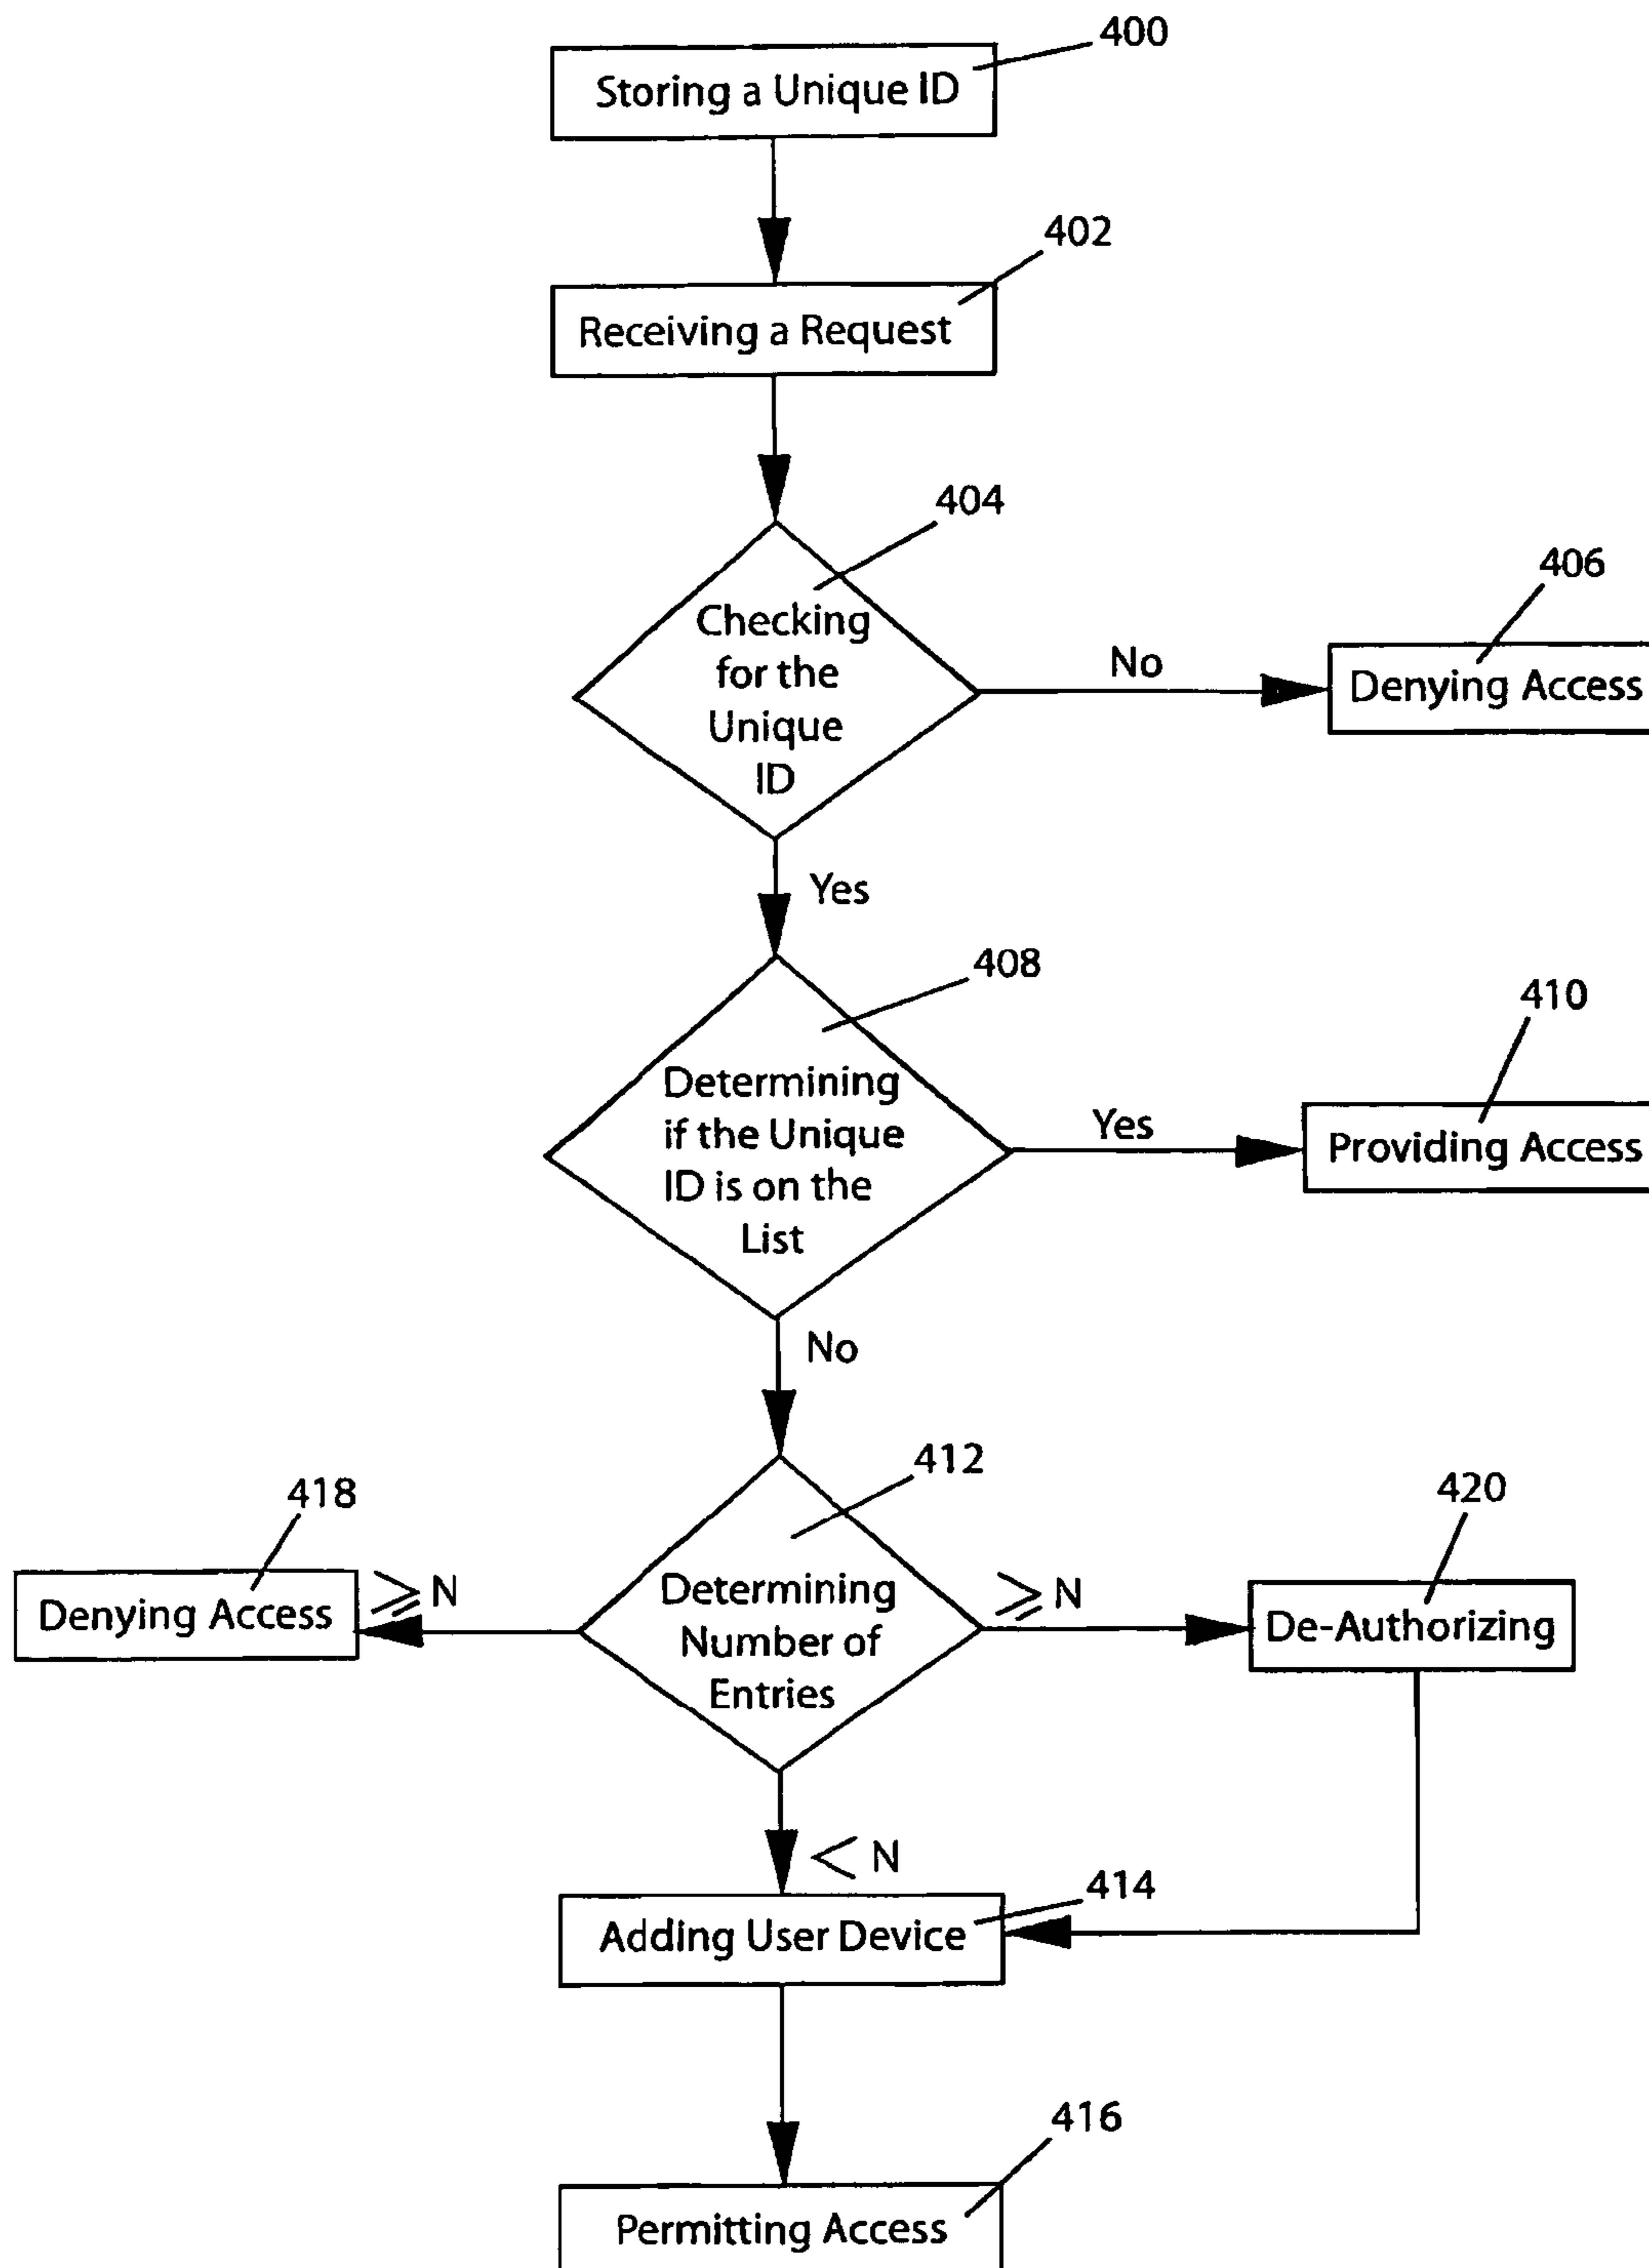 400
Storing a Unique ID
402
Receiving a Request
404
Checking
for the
Unique
ID
No
406
Denying Access
Yes
408
Determining
if the Unique
ID is on the
List
Yes
410
Providing Access
No
412
Determining
Number of
Entries
418
⩾ N
Denying Access
⩾ N
420
De-Authorizing
< N
414
Adding User Device
416
Permitting Access